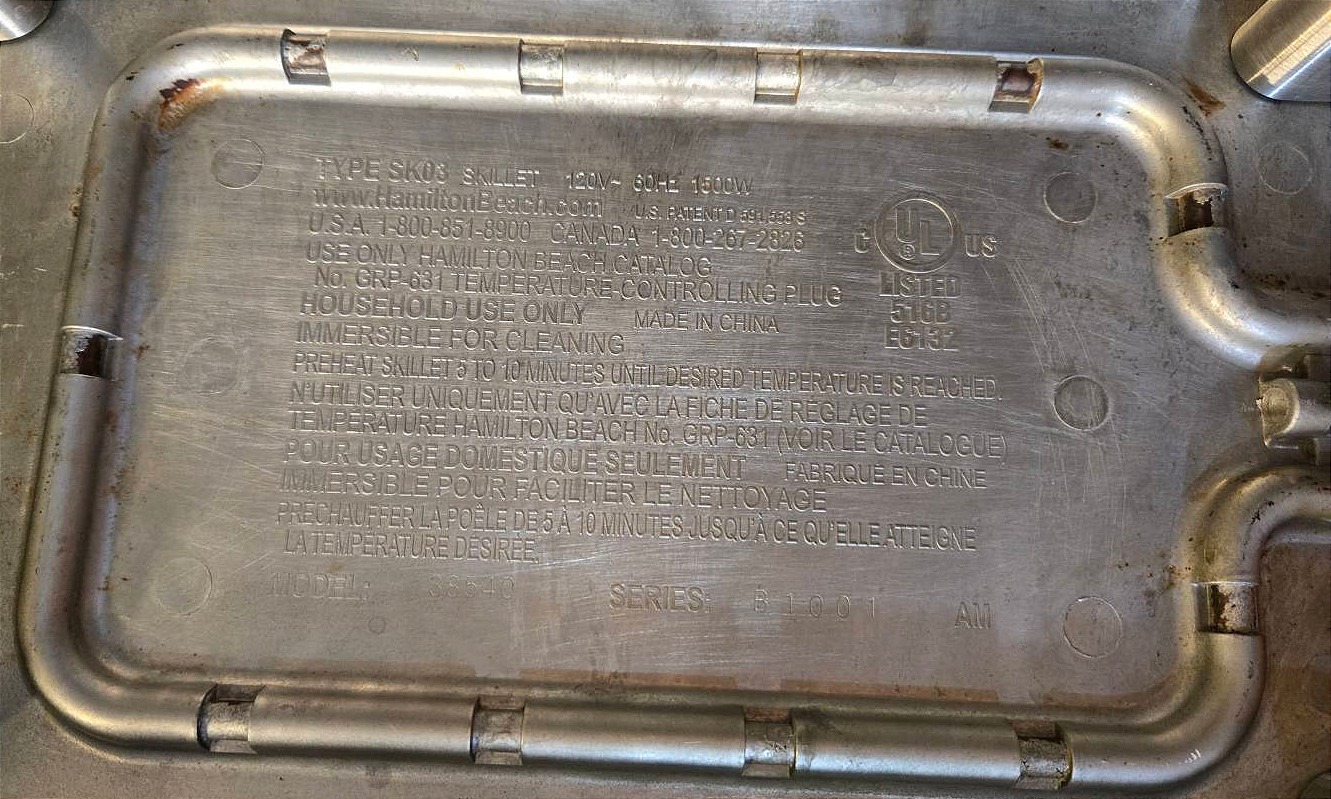 TYPE SK03 SKILLET 120V~ 60HZ 1500W
www.HamiltonBeach.com U.S. PATENT D 591,553 S
U.S.A. 1-800-851-8900 CANADA 1-800-267-2826
USE ONLY HAMILTON BEACH CATALOG
No. GRP-631 TEMPERATURE-CONTROLLING PLUG
HOUSEHOLD USE ONLY MADE IN CHINA
IMMERSIBLE FOR CLEANING
PREHEAT SKILLET 5 TO 10 MINUTES UNTIL DESIRED TEMPERATURE IS REACHED.
N'UTILISER UNIQUEMENT QU'AVEC LA FICHE DE RÉGLAGE DE
TEMPÉRATURE HAMILTON BEACH No. GRP-631 (VOIR LE CATALOGUE)
POUR USAGE DOMESTIQUE SEULEMENT FABRIQUÉ EN CHINE
IMMERSIBLE POUR FACILITER LE NETTOYAGE
PRÉCHAUFFER LA POÊLE DE 5 À 10 MINUTES JUSQU'À CE QU'ELLE ATTEIGNE
LA TEMPÉRATURE DÉSIRÉE.
MODEL: SERIES: B1001 AM
C UL ® US
LISTED
516B
E6132